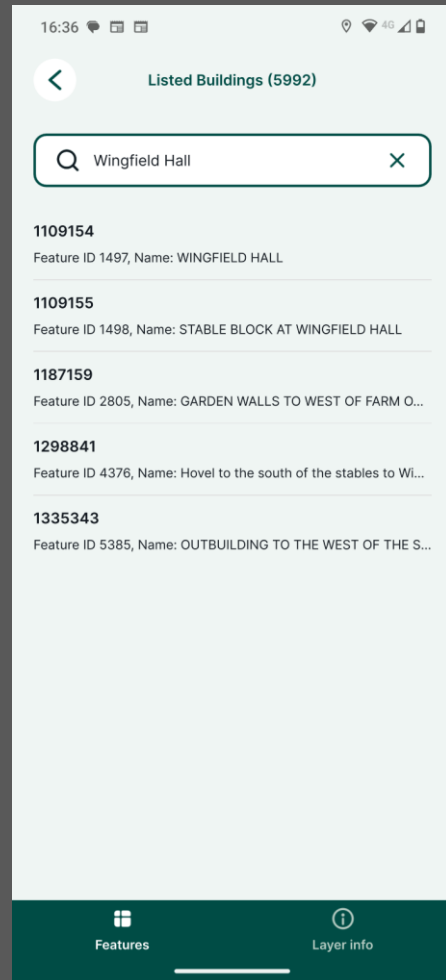 16:36
4G
Listed Buildings (5992)
Wingfield Hall
1109154
Feature ID 1497, Name: WINGFIELD HALL
1109155
Feature ID 1498, Name: STABLE BLOCK AT WINGFIELD HALL
1187159
Feature ID 2805, Name: GARDEN WALLS TO WEST OF FARM O...
1298841
Feature ID 4376, Name: Hovel to the south of the stables to Wi...
1335343
Feature ID 5385, Name: OUTBUILDING TO THE WEST OF THE S...
Features
Layer info